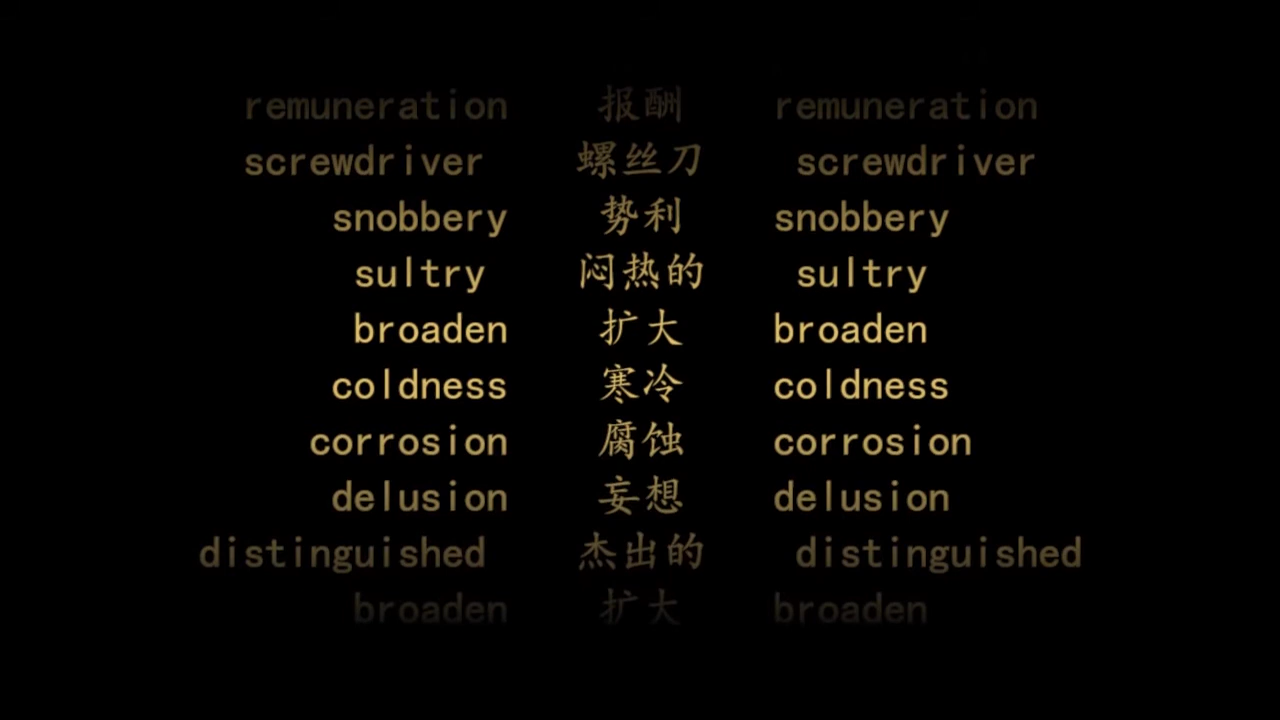 remuneration 报酬 remuneration
screwdriver 螺丝刀 screwdriver
snobbery 势利 snobbery
sultry 闷热的 sultry
broaden 扩大 broaden
coldness 寒冷 coldness
corrosion 腐蚀 corrosion
delusion 妄想 delusion
distinguished 杰出的 distinguished
broaden 扩大 broaden